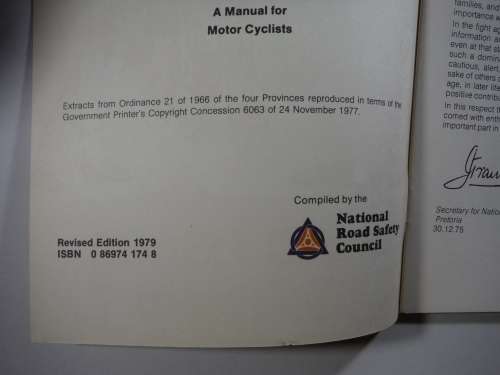 A Manual for
Motor Cyclists
Extracts from Ordinance 21 of 1966 of the four Provinces reproduced in terms of the
Government Printer's Copyright Concession 6063 of 24 November 1977.
Compiled by the
National
Road Safety
Council
Revised Edition 1979
ISBN 0 86974 174 8
families, and
importance
In the fight ag
information
even at that st
such a domina
cautious, alert
sake of others
age, in later
positive contrib
In this respect
comed with enth
important part in
Secretary for Natio
Pretoria
30.12.75